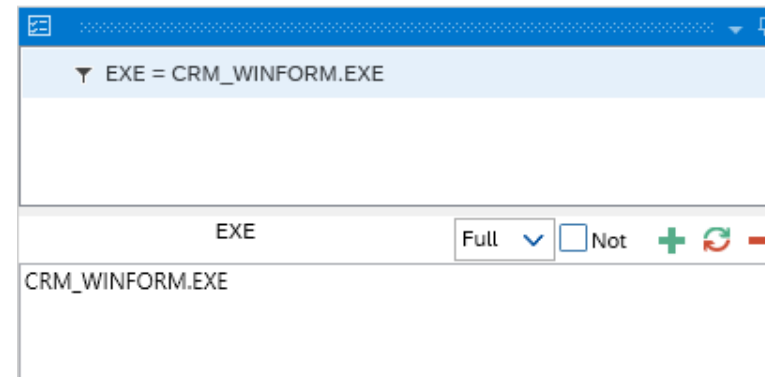 EXE = CRM_WINFORM.EXE
EXE
Full
Not
CRM_WINFORM.EXE